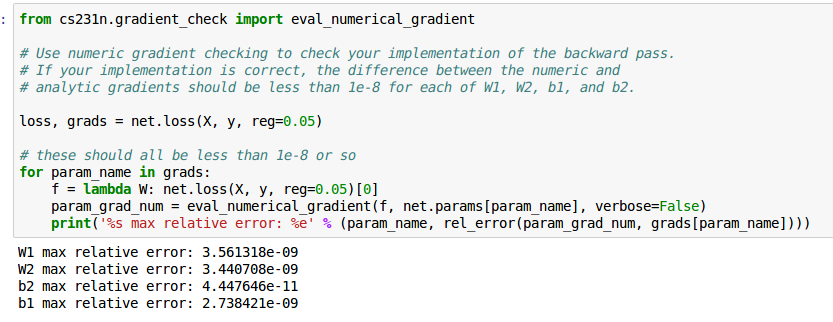 : from cs231n.gradient_check import eval_numerical_gradient
# Use numeric gradient checking to check your implementation of the backward pass.
# If your implementation is correct, the difference between the numeric and
# analytic gradients should be less than 1e-8 for each of W1, W2, b1, and b2.
loss, grads = net.loss(X, y, reg=0.05)
# these should all be less than 1e-8 or so
for param_name in grads:
    f = lambda W: net.loss(X, y, reg=0.05)[0]
    param_grad_num = eval_numerical_gradient(f, net.params[param_name], verbose=False)
    print('%s max relative error: %e' % (param_name, rel_error(param_grad_num, grads[param_name])))
W1 max relative error: 3.561318e-09
W2 max relative error: 3.440708e-09
b2 max relative error: 4.447646e-11
b1 max relative error: 2.738421e-09